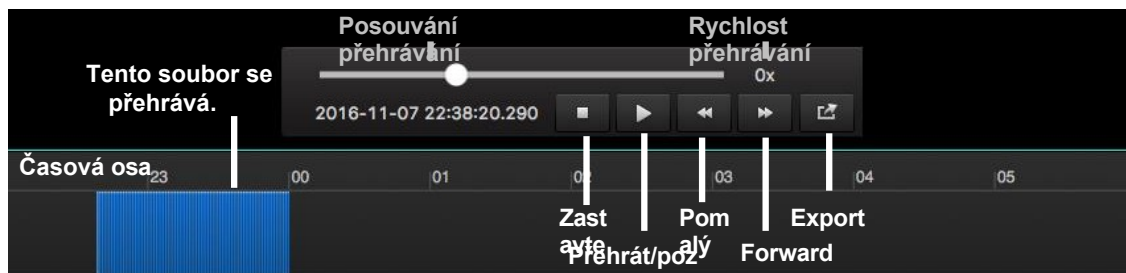 Posouvání
přehrávání
Rychlost
přehrávání
Tento soubor se
přehrává.
0x
2016-11-07 22:38:20.290
Časová osa
23
00
01
02
03
04
05
Zast
avte
Přehrát/poz
Pom
alý
Forward
Export